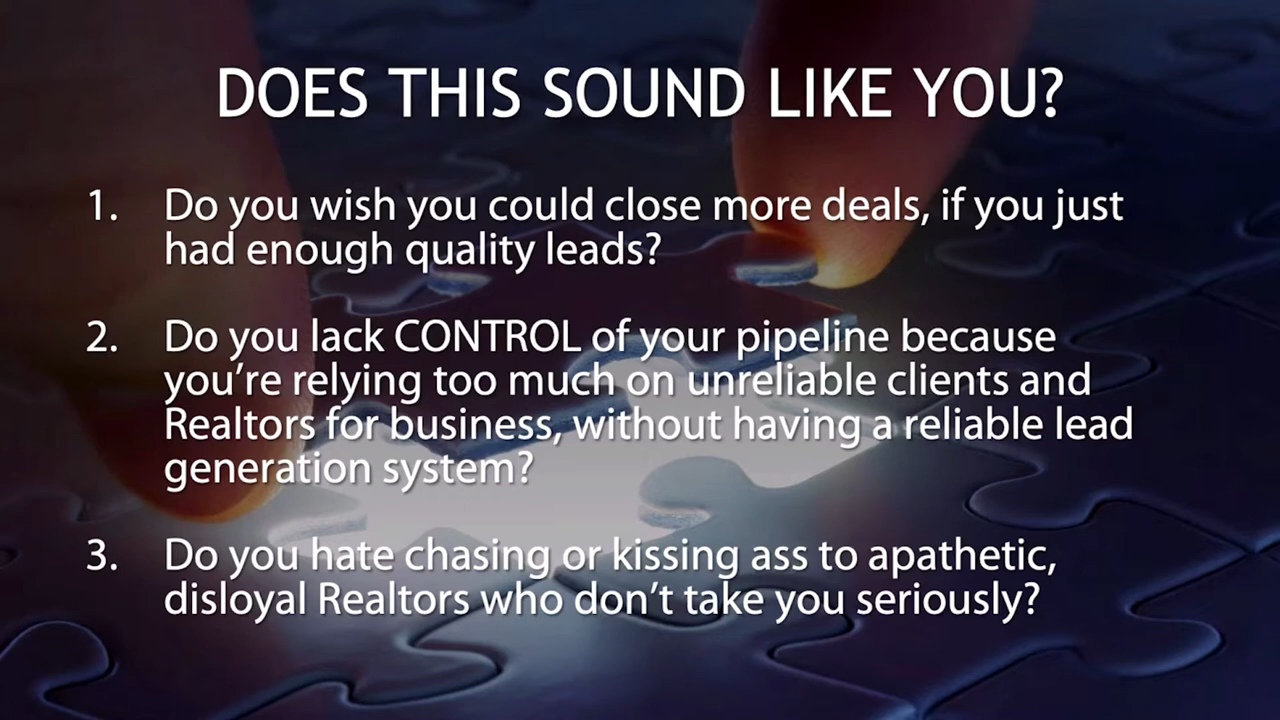 DOES THIS SOUND LIKE YOU?
1. Do you wish you could close more deals, if you just
had enough quality leads?
2. Do you lack CONTROL of your pipeline because
you’re relying too much on unreliable clients and
Realtors for business, without having a reliable lead
generation system?
3. Do you hate chasing or kissing ass to apathetic,
disloyal Realtors who don’t take you seriously?